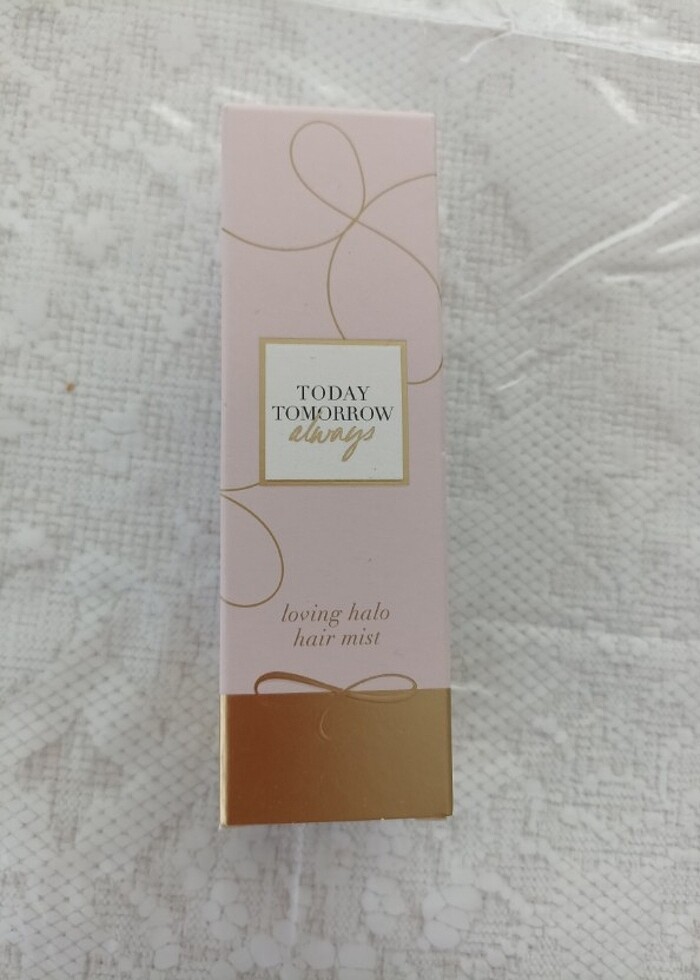 TODAY
TOMORROW
always
loving halo
hair mist